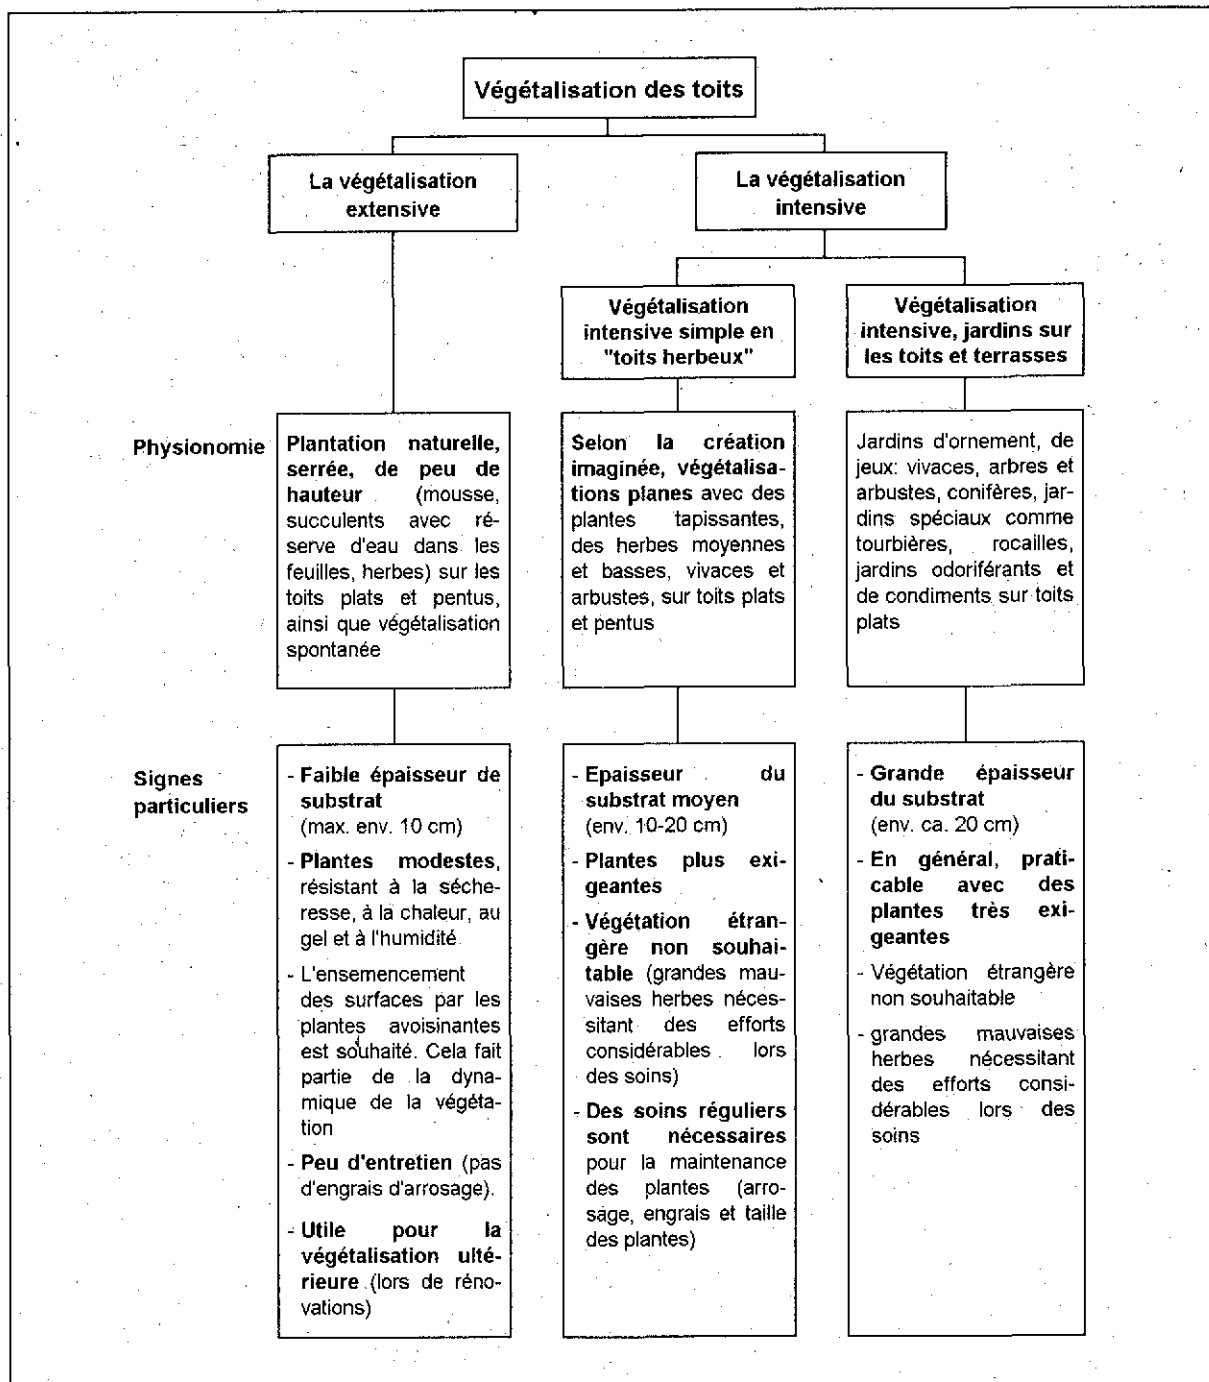 Végétalisation des toits
La végétalisation
extensive
La végétalisation
intensive
Végétalisation
intensive simple en
"toits herbeux"
Végétalisation
intensive, jardins sur
les toits et terrasses
Physionomie
Plantation naturelle,
serrée, de peu de
hauteur (mousse,
succulents avec ré-
serve d'eau dans les
feuilles, herbes) sur les
toits plats et pentus,
ainsi que végétalisation
spontanée
Selon la création
imaginée, végétalisa-
tions planes avec des
plantes tapissantes,
des herbes moyennes
et basses, vivaces et
arbustes, sur toits plats
et pentus
Jardins d'ornement, de
jeux: vivaces, arbres et
arbustes, conifères, jar-
dins spéciaux comme
tourbières, rocailles,
jardins odoriférants et
de condiments sur toits
plats
Signes
particuliers
- Faible épaisseur de
substrat
(max. env. 10 cm)
- Plantes modestes,
résistant à la séche-
resse, à la chaleur, au
gel et à l'humidité
- L'ensemencement
des surfaces par les
plantes avoisinantes
est souhaité. Cela fait
partie de la dyna-
mique de la végéta-
tion
- Peu d'entretien (pas
d'engrais d'arrosage).
- Utile pour la
végétalisation ulté-
rieure (lors de réno-
vations)
- Epaisseur du
substrat moyen
(env. 10-20 cm)
- Plantes plus exi-
geantes
- Végétation étran-
gère non souhai-
table (grandes mau-
vaises herbes néces-
sitant des efforts
considérables lors
des soins)
- Des soins réguliers
sont nécessaires
pour la maintenance
des plantes (arro-
sage, engrais et taille
des plantes)
- Grande épaisseur
du substrat
(env. ca. 20 cm)
- En général, prati-
cable avec des
plantes très exi-
geantes
- Végétation étrangère
non souhaitable
- grandes mauvaises
herbes nécessitant
des efforts consi-
dérables lors des
soins